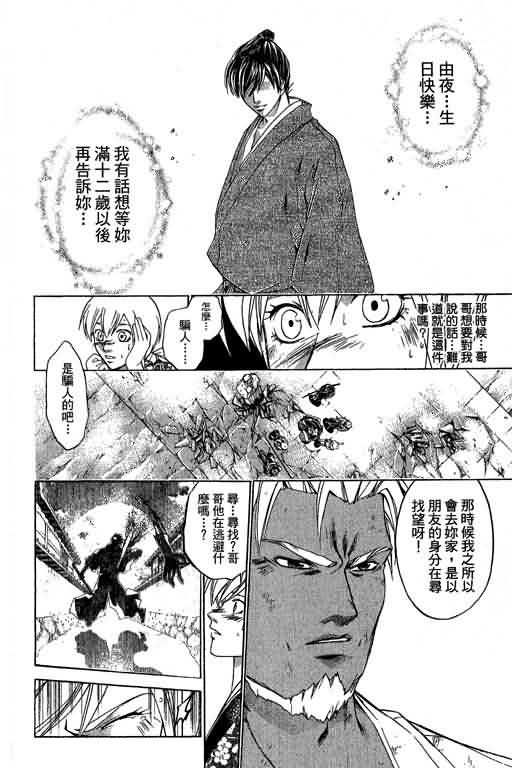 由夜…生
日快樂…
我有話想等妳
滿十二歲以後
再告訴妳…
那時候…哥
哥想要對我
說的話…難
道就是這件
事嗎？
怎麼…
騙人…
是騙人的吧…
那時候我之所以
會去妳家，是以
朋友的身分在尋
找望呀！
尋…尋找？哥
哥他在逃避什
麼嗎…？